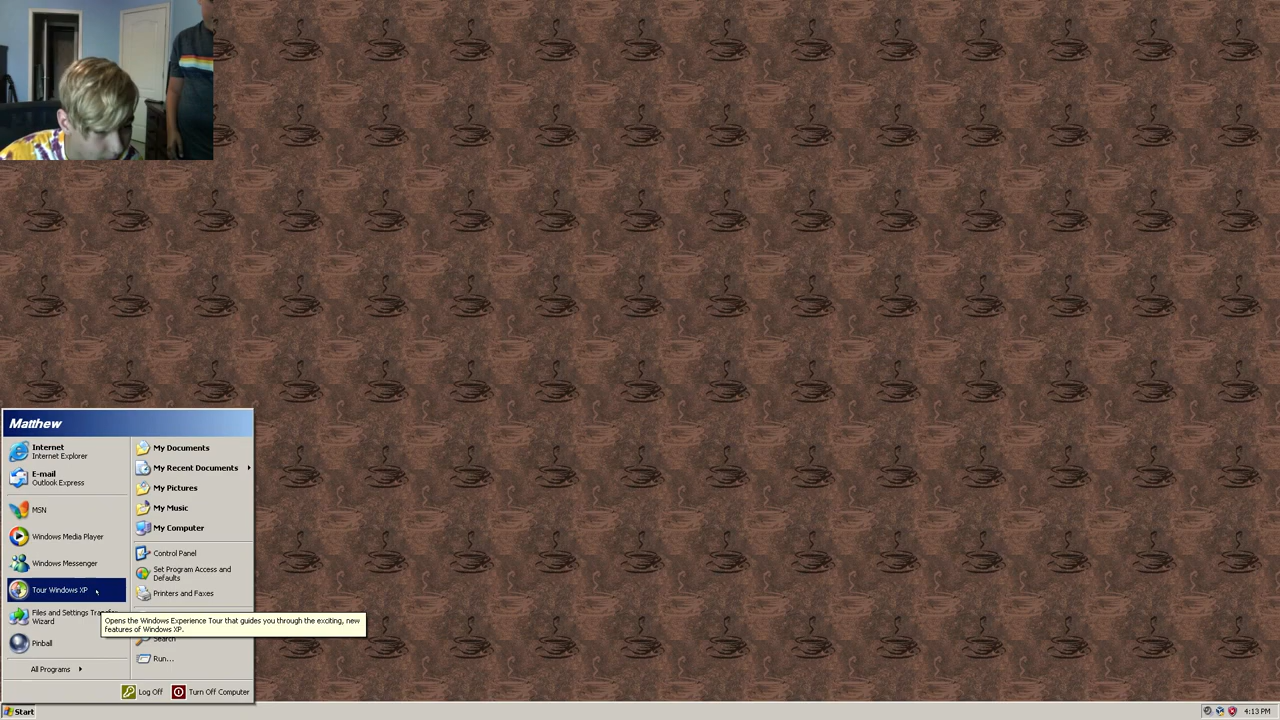 Matthew
Internet
Internet Explorer
E-mail
Outlook Express
MSN
Windows Media Player
Windows Messenger
Tour Windows XP
Files and Settings Transfer
Wizard
Pinball
All Programs
My Documents
My Recent Documents
My Pictures
My Music
My Computer
Control Panel
Set Program Access and
Defaults
Printers and Faxes
Opens the Windows Experience Tour that guides you through the exciting, new
features of Windows XP.
Search
Run...
Log Off
Turn Off Computer
Start
4:13 PM